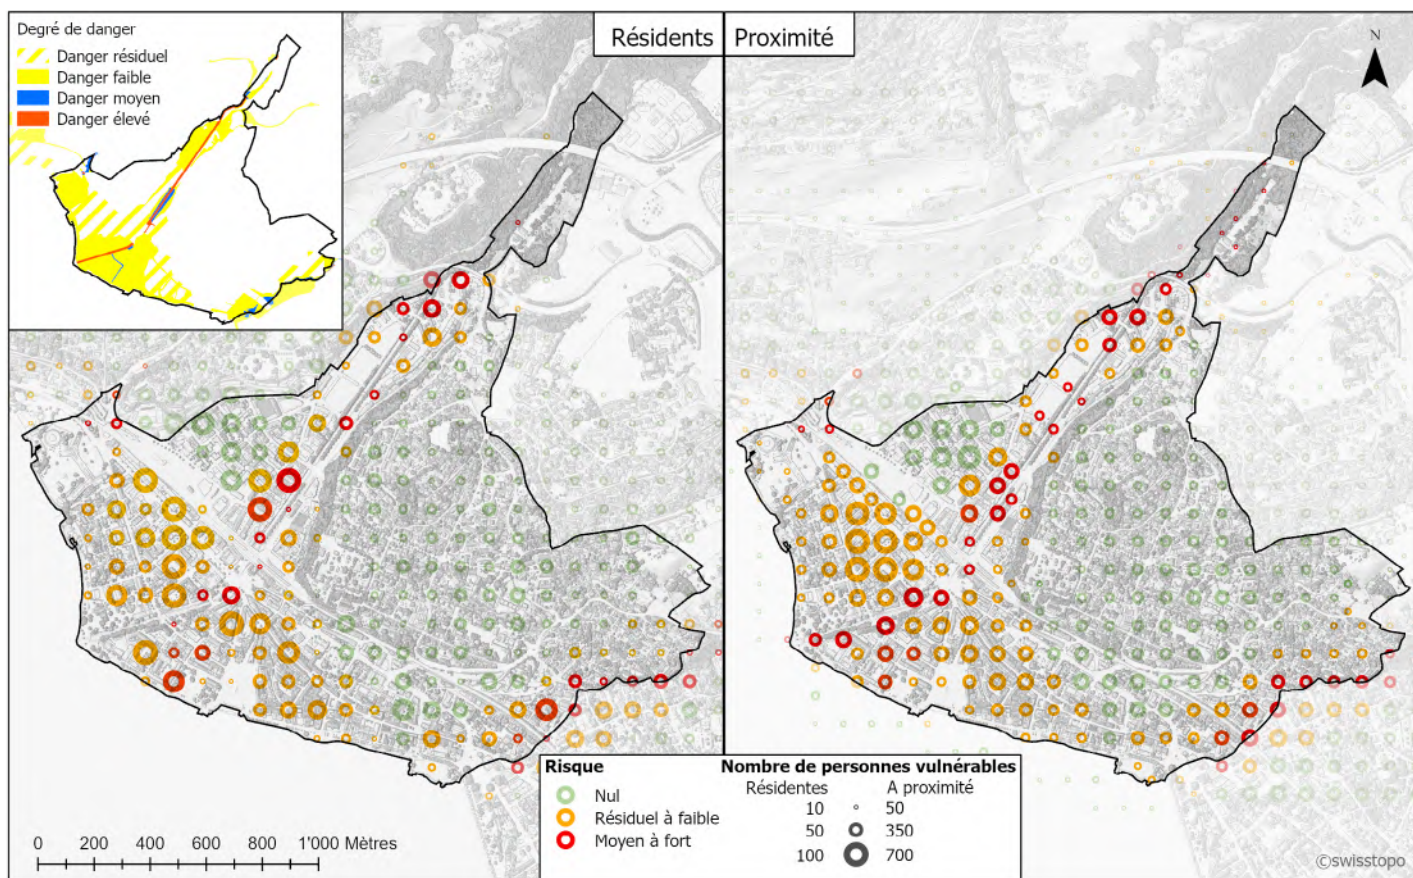 Degré de danger
Danger résiduel
Danger faible
Danger moyen
Danger élevé
Résidents
Proximité
N
Risque
Nul
Résiduel à faible
Moyen à fort
Nombre de personnes vulnérables
Résidentes A proximité
10 50
50 350
100 700
0 200 400 600 800 1'000 Mètres
©swisstopo